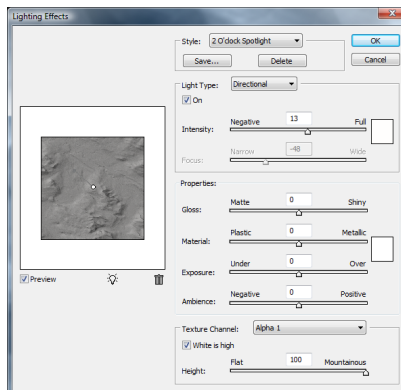 Lighting Effects
Style: 2 O'clock Spotlight
OK
Save... Delete
Cancel
Light Type: Directional
On
Negative 13 Full
Intensity:
Narrow -48 Wide
Focus:
Properties:
Matte 0 Shiny
Gloss:
Plastic 0 Metallic
Material:
Under 0 Over
Exposure:
Negative 0 Positive
Ambience:
Preview
Texture Channel: Alpha 1
White is high
Flat 100 Mountainous
Height: